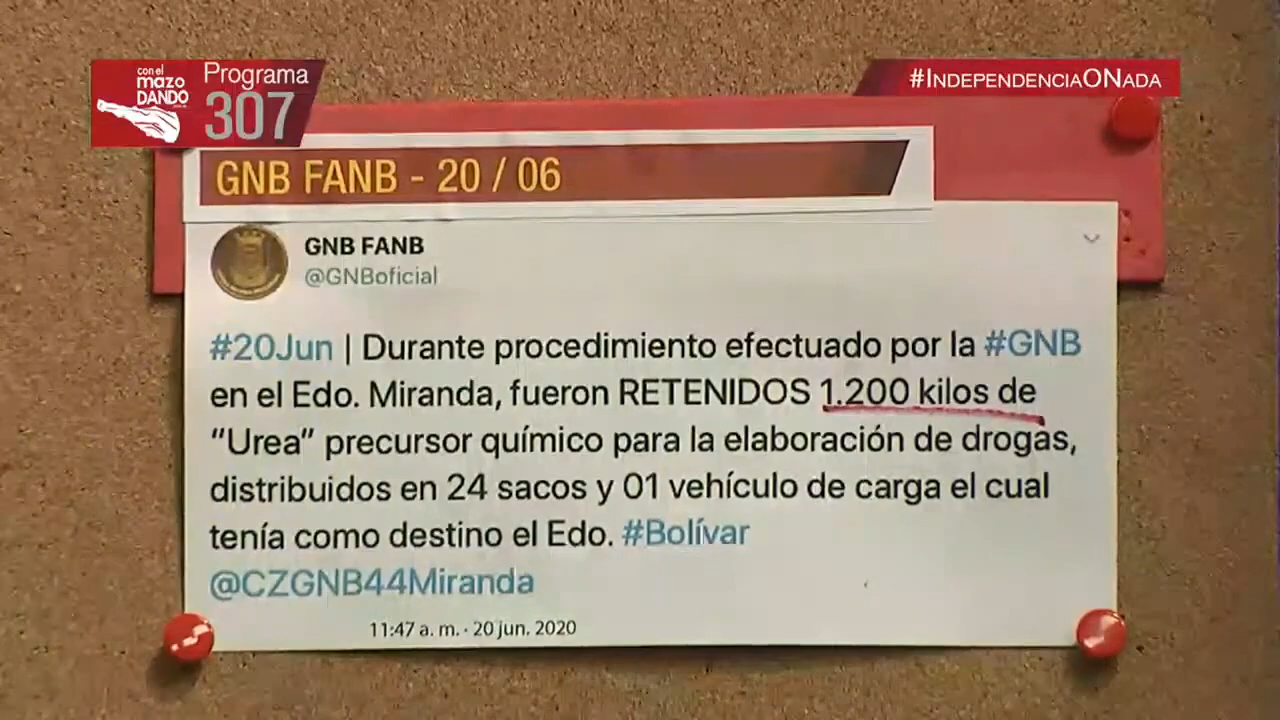 con el
mazo
DANDO
Programa
307
#INDEPENDENCIAONADA
GNB FANB - 20 / 06
GNB FANB
@GNBoficial
#20Jun | Durante procedimiento efectuado por la #GNB
en el Edo. Miranda, fueron RETENIDOS 1.200 kilos de
“Urea” precursor químico para la elaboración de drogas,
distribuidos en 24 sacos y 01 vehículo de carga el cual
tenía como destino el Edo. #Bolívar
@CZGNB44Miranda
11:47 a. m. · 20 jun. 2020